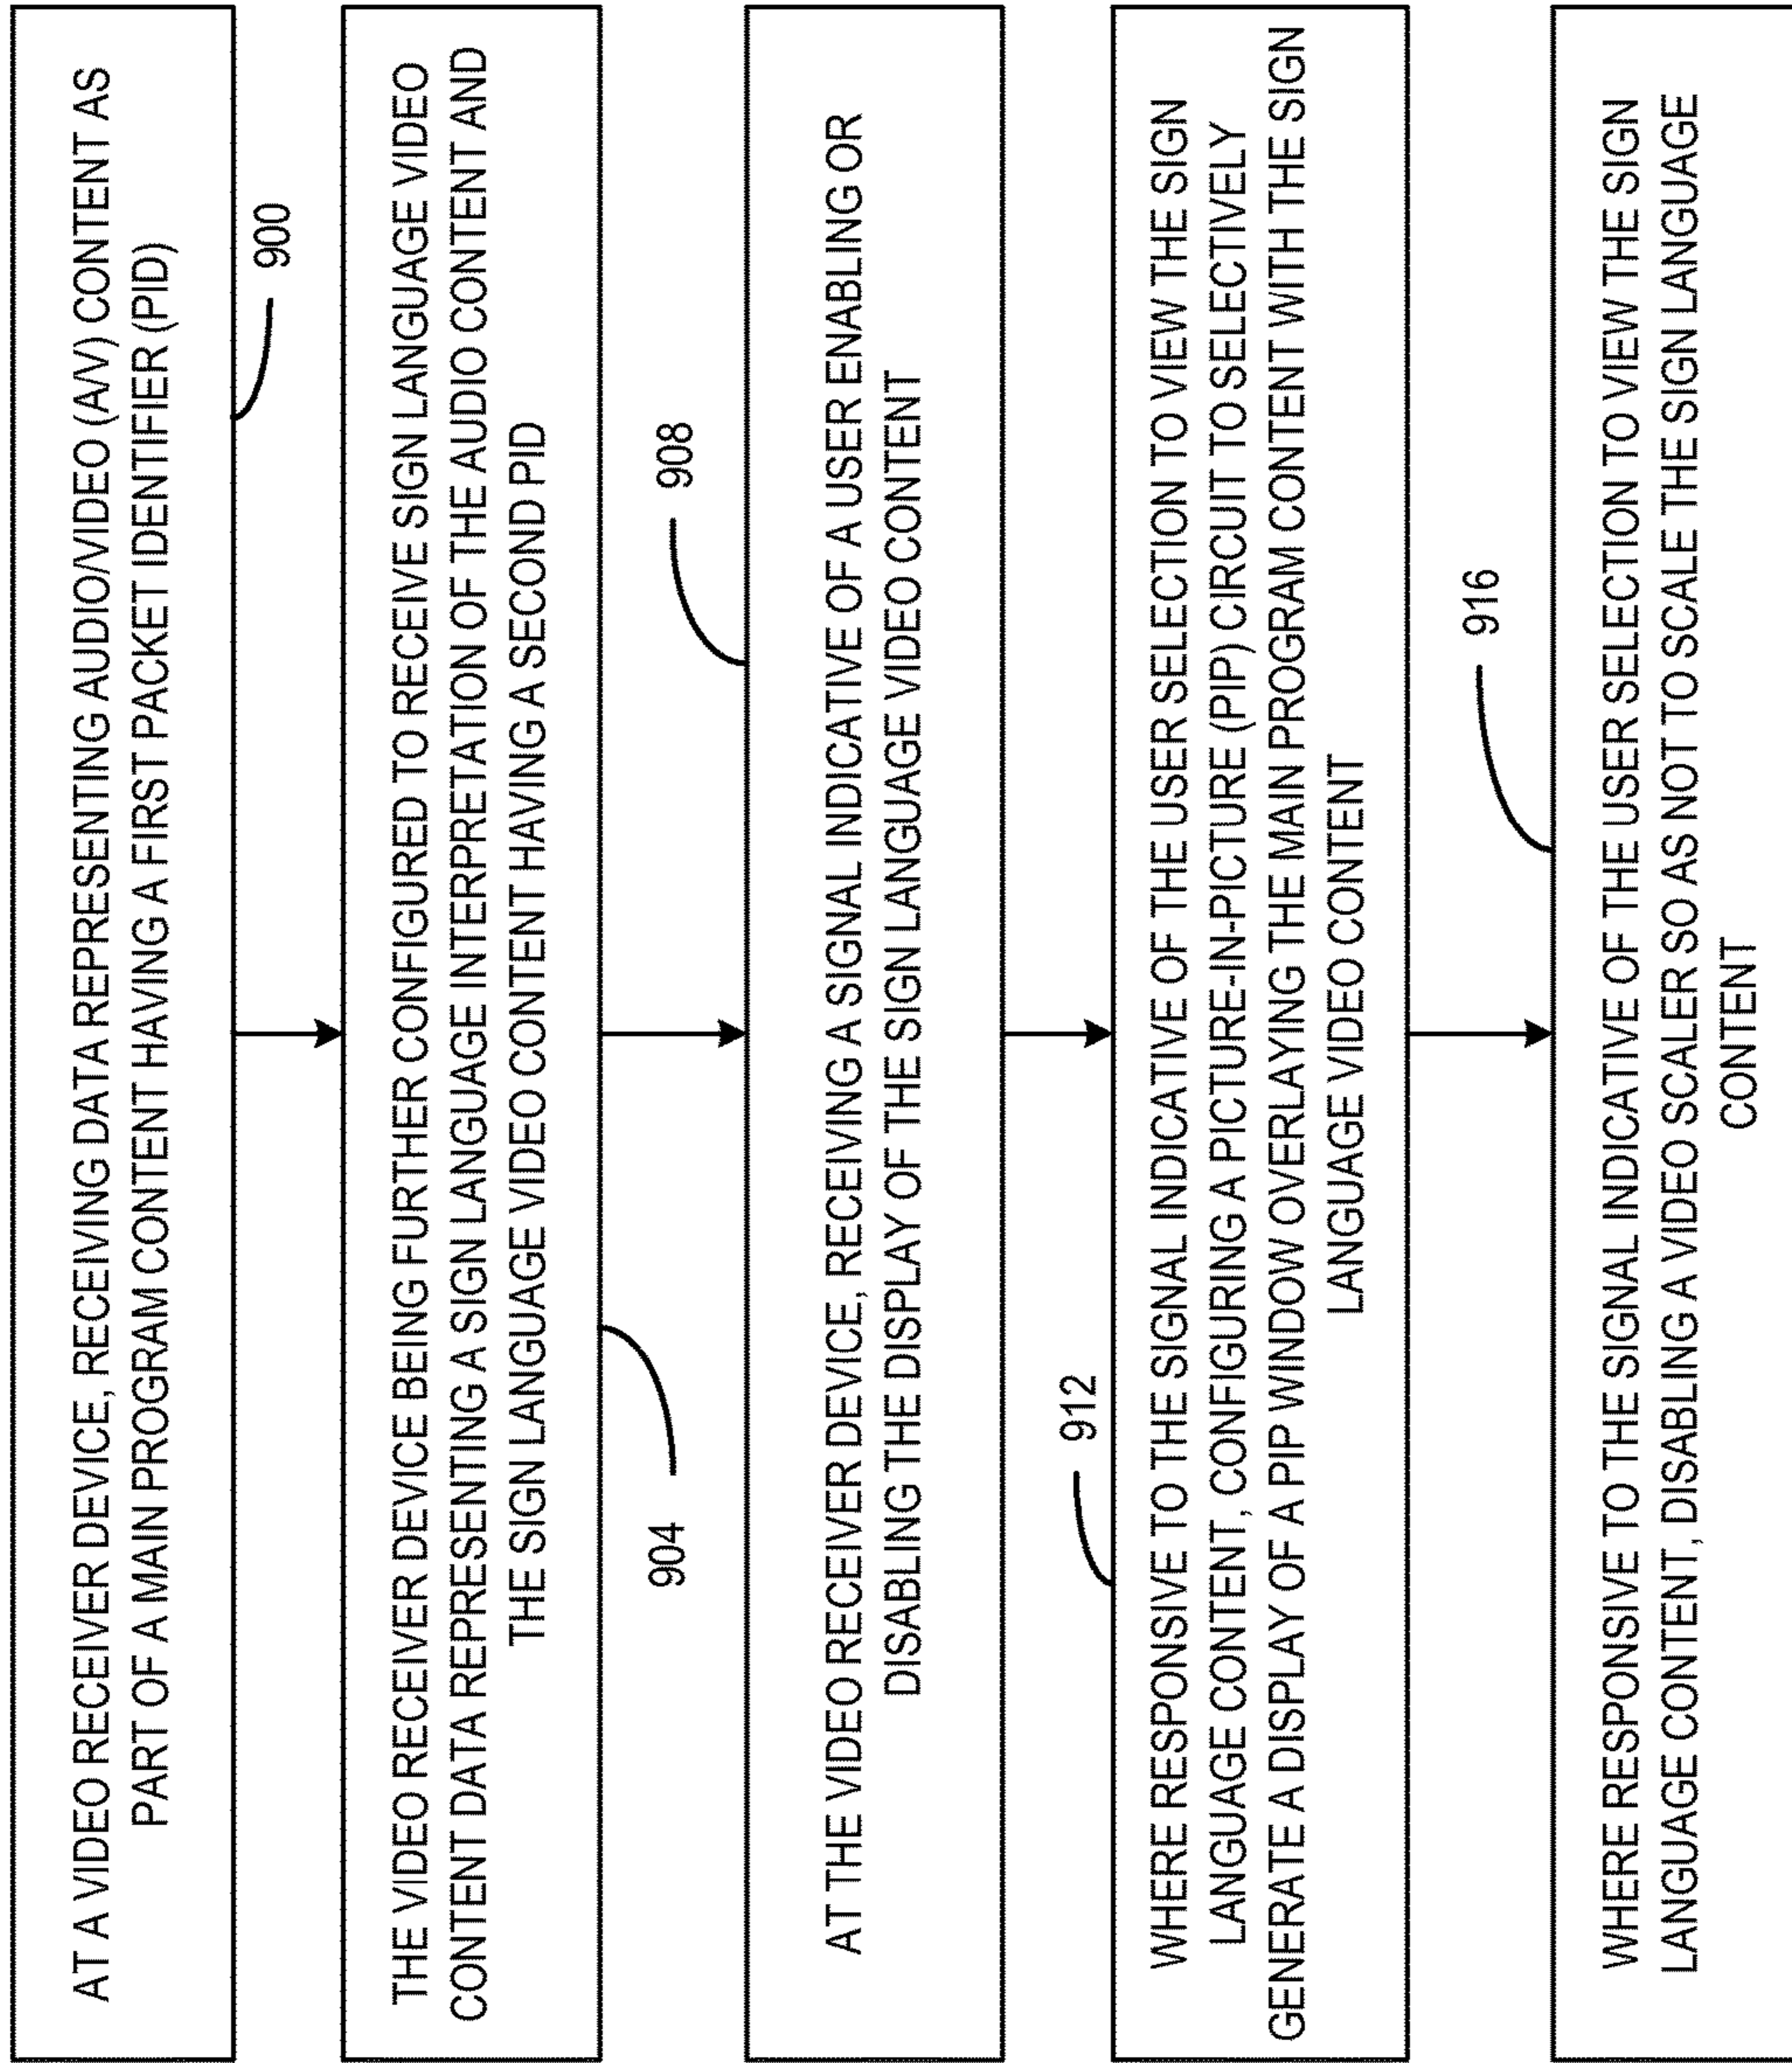 AT A VIDEO RECEIVER DEVICE, RECEIVING DATA REPRESENTING AUDIO/VIDEO (A/V) CONTENT AS
PART OF A MAIN PROGRAM CONTENT HAVING A FIRST PACKET IDENTIFIER (PID)
900
THE VIDEO RECEIVER DEVICE BEING FURTHER CONFIGURED TO RECEIVE SIGN LANGUAGE VIDEO
CONTENT DATA REPRESENTING A SIGN LANGUAGE INTERPRETATION OF THE AUDIO CONTENT AND
THE SIGN LANGUAGE VIDEO CONTENT HAVING A SECOND PID
904
908
AT THE VIDEO RECEIVER DEVICE, RECEIVING A SIGNAL INDICATIVE OF A USER ENABLING OR
DISABLING THE DISPLAY OF THE SIGN LANGUAGE VIDEO CONTENT
912
WHERE RESPONSIVE TO THE SIGNAL INDICATIVE OF THE USER SELECTION TO VIEW THE SIGN
LANGUAGE CONTENT, CONFIGURING A PICTURE-IN-PICTURE (PIP) CIRCUIT TO SELECTIVELY
GENERATE A DISPLAY OF A PIP WINDOW OVERLAYING THE MAIN PROGRAM CONTENT WITH THE SIGN
LANGUAGE VIDEO CONTENT
916
WHERE RESPONSIVE TO THE SIGNAL INDICATIVE OF THE USER SELECTION TO VIEW THE SIGN
LANGUAGE CONTENT, DISABLING A VIDEO SCALER SO AS NOT TO SCALE THE SIGN LANGUAGE
CONTENT